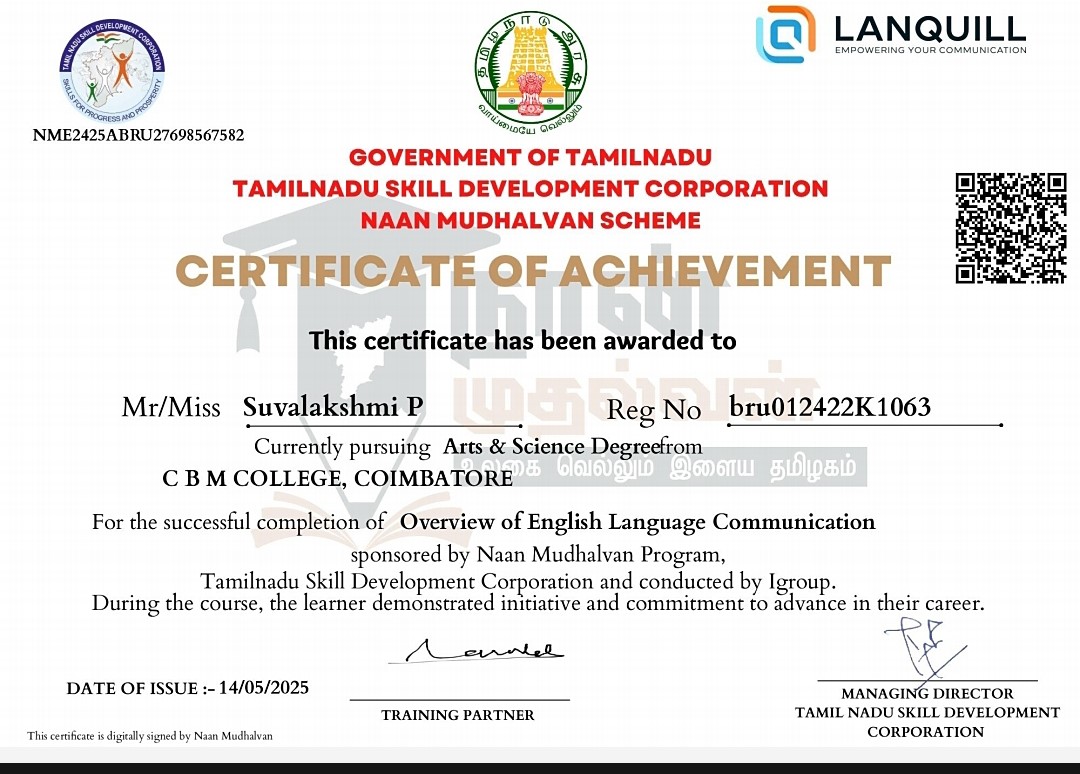 TAMIL NADU SKILL DEVELOPMENT CORPORATION
SKILLS FOR PROGRESS AND PROSPERITY
NME2425ABRU27698567582
தமிழ்நாடு அரசு
வாய்மையே வெல்லும்
LANQUILL
EMPOWERING YOUR COMMUNICATION
GOVERNMENT OF TAMILNADU
TAMILNADU SKILL DEVELOPMENT CORPORATION
NAAN MUDHALVAN SCHEME
CERTIFICATE OF ACHIEVEMENT
நான்
முதல்வன்
This certificate has been awarded to
Mr/Miss Suvalakshmi P Reg No bru012422K1063
Currently pursuing Arts & Science Degreefrom
உலகை வெல்லும் இளைய தமிழகம்
C B M COLLEGE, COIMBATORE
For the successful completion of Overview of English Language Communication
sponsored by Naan Mudhalvan Program,
Tamilnadu Skill Development Corporation and conducted by Igroup.
During the course, the learner demonstrated initiative and commitment to advance in their career.
DATE OF ISSUE :- 14/05/2025
TRAINING PARTNER
MANAGING DIRECTOR
TAMIL NADU SKILL DEVELOPMENT
CORPORATION
This certificate is digitally signed by Naan Mudhalvan